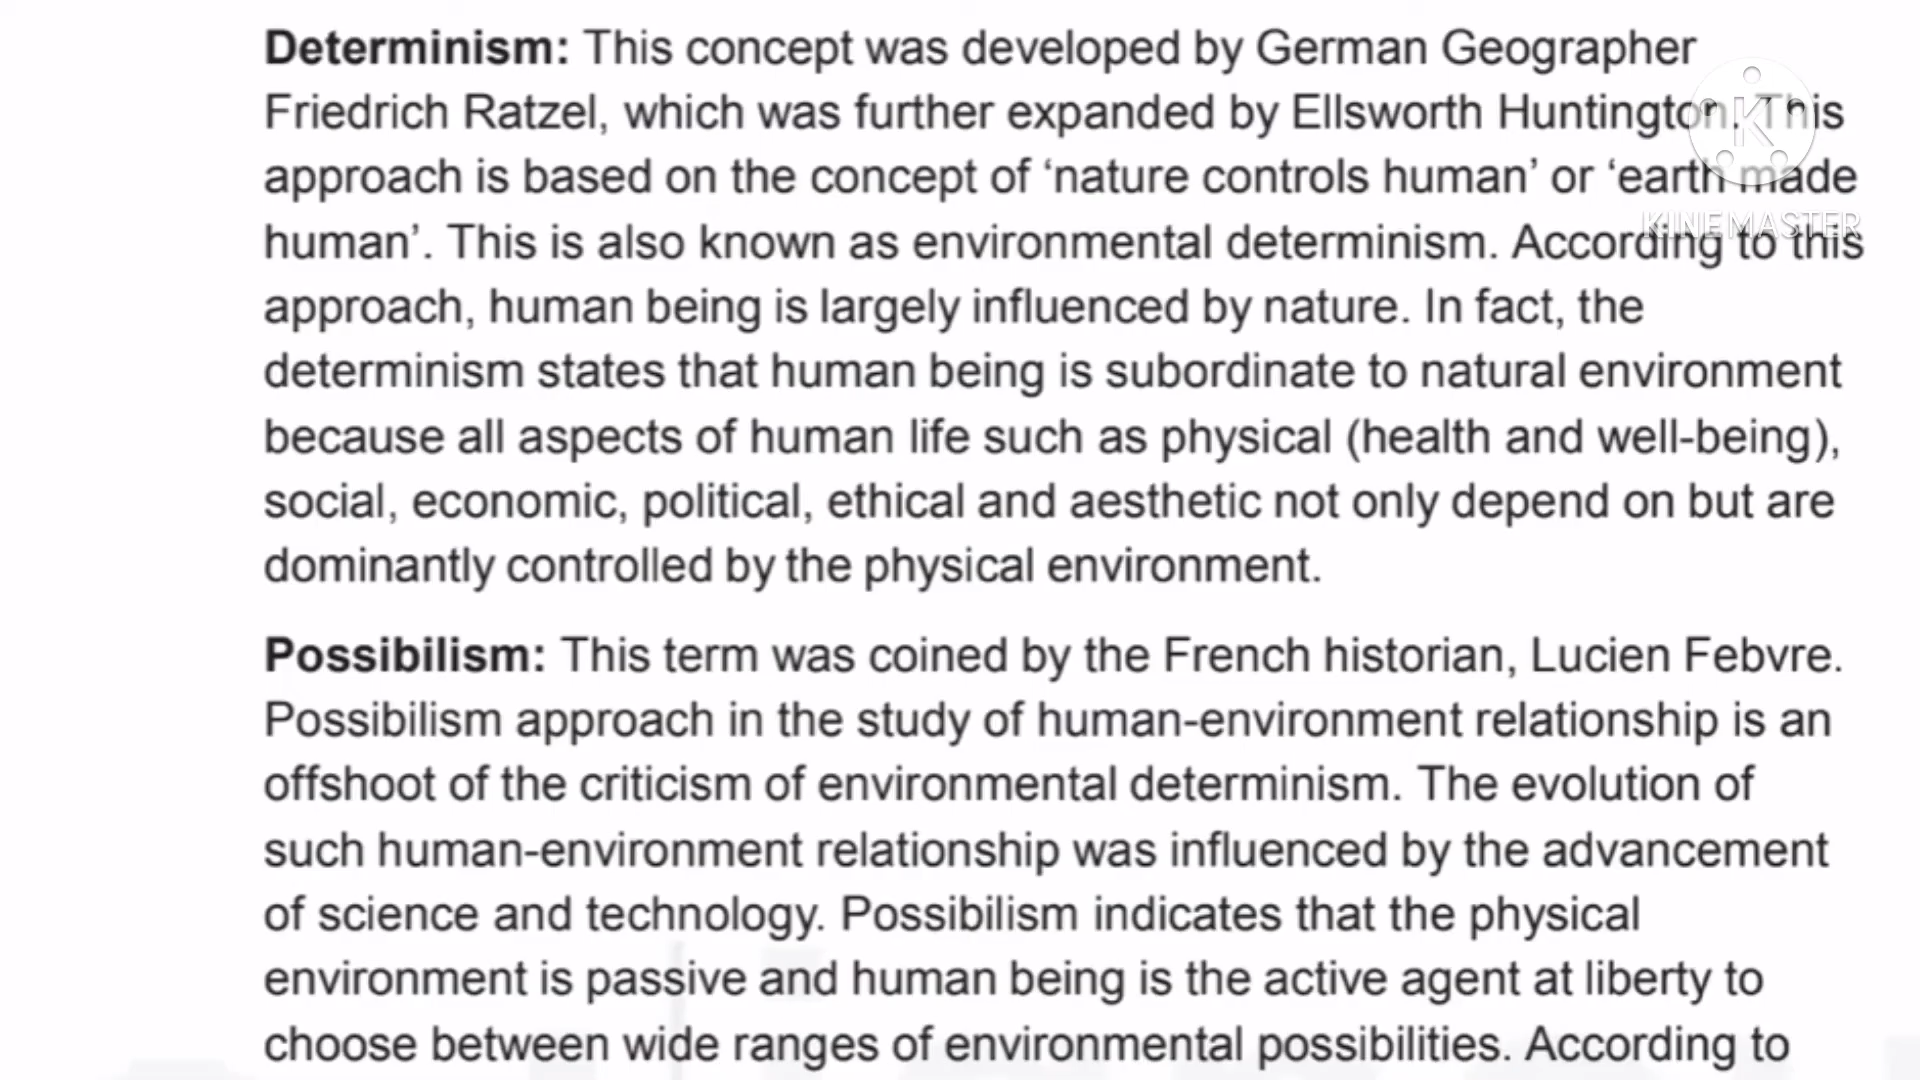 Determinism: This concept was developed by German Geographer
Friedrich Ratzel, which was further expanded by Ellsworth Huntington. This
approach is based on the concept of ‘nature controls human’ or ‘earth made
human’. This is also known as environmental determinism. According to this
approach, human being is largely influenced by nature. In fact, the
determinism states that human being is subordinate to natural environment
because all aspects of human life such as physical (health and well-being),
social, economic, political, ethical and aesthetic not only depend on but are
dominantly controlled by the physical environment.
Possibilism: This term was coined by the French historian, Lucien Febvre.
Possibilism approach in the study of human-environment relationship is an
offshoot of the criticism of environmental determinism. The evolution of
such human-environment relationship was influenced by the advancement
of science and technology. Possibilism indicates that the physical
environment is passive and human being is the active agent at liberty to
choose between wide ranges of environmental possibilities. According to
K
KINEMASTER